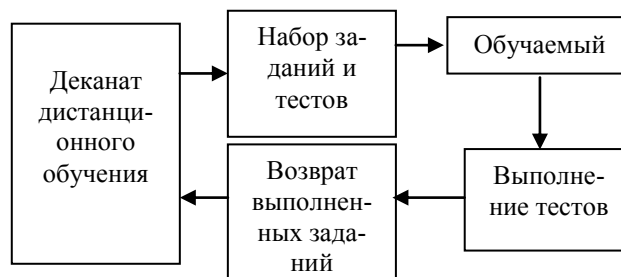 Деканат
дистанци-
онного
обучения
Набор за-
даний и
тестов
Обучаемый
Выполне-
ние тестов
Возврат
выполнен-
ных зада-
ний